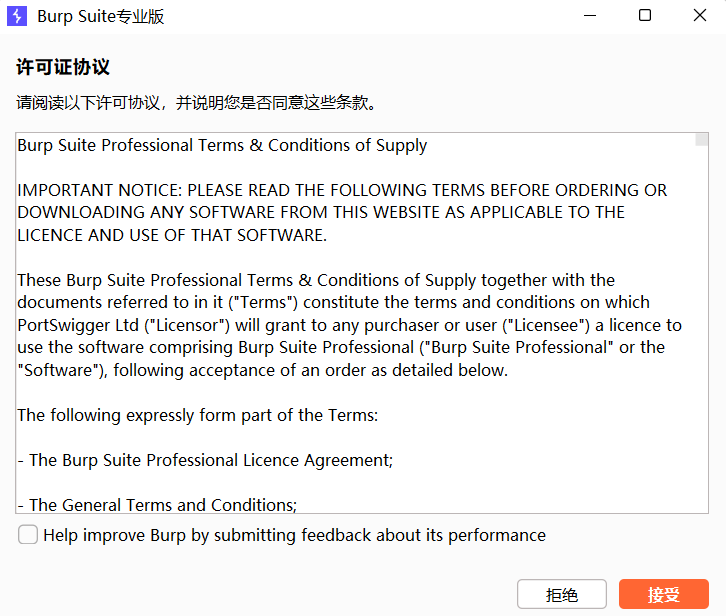 Burp Suite专业版
许可证协议
请阅读以下许可协议，并说明您是否同意这些条款。
Burp Suite Professional Terms & Conditions of Supply
IMPORTANT NOTICE: PLEASE READ THE FOLLOWING TERMS BEFORE ORDERING OR
DOWNLOADING ANY SOFTWARE FROM THIS WEBSITE AS APPLICABLE TO THE
LICENCE AND USE OF THAT SOFTWARE.
These Burp Suite Professional Terms & Conditions of Supply together with the
documents referred to in it ("Terms") constitute the terms and conditions on which
PortSwigger Ltd ("Licensor") will grant to any purchaser or user ("Licensee") a licence to
use the software comprising Burp Suite Professional ("Burp Suite Professional" or the
"Software"), following acceptance of an order as detailed below.
The following expressly form part of the Terms:
- The Burp Suite Professional Licence Agreement;
- The General Terms and Conditions;
Help improve Burp by submitting feedback about its performance
拒绝
接受